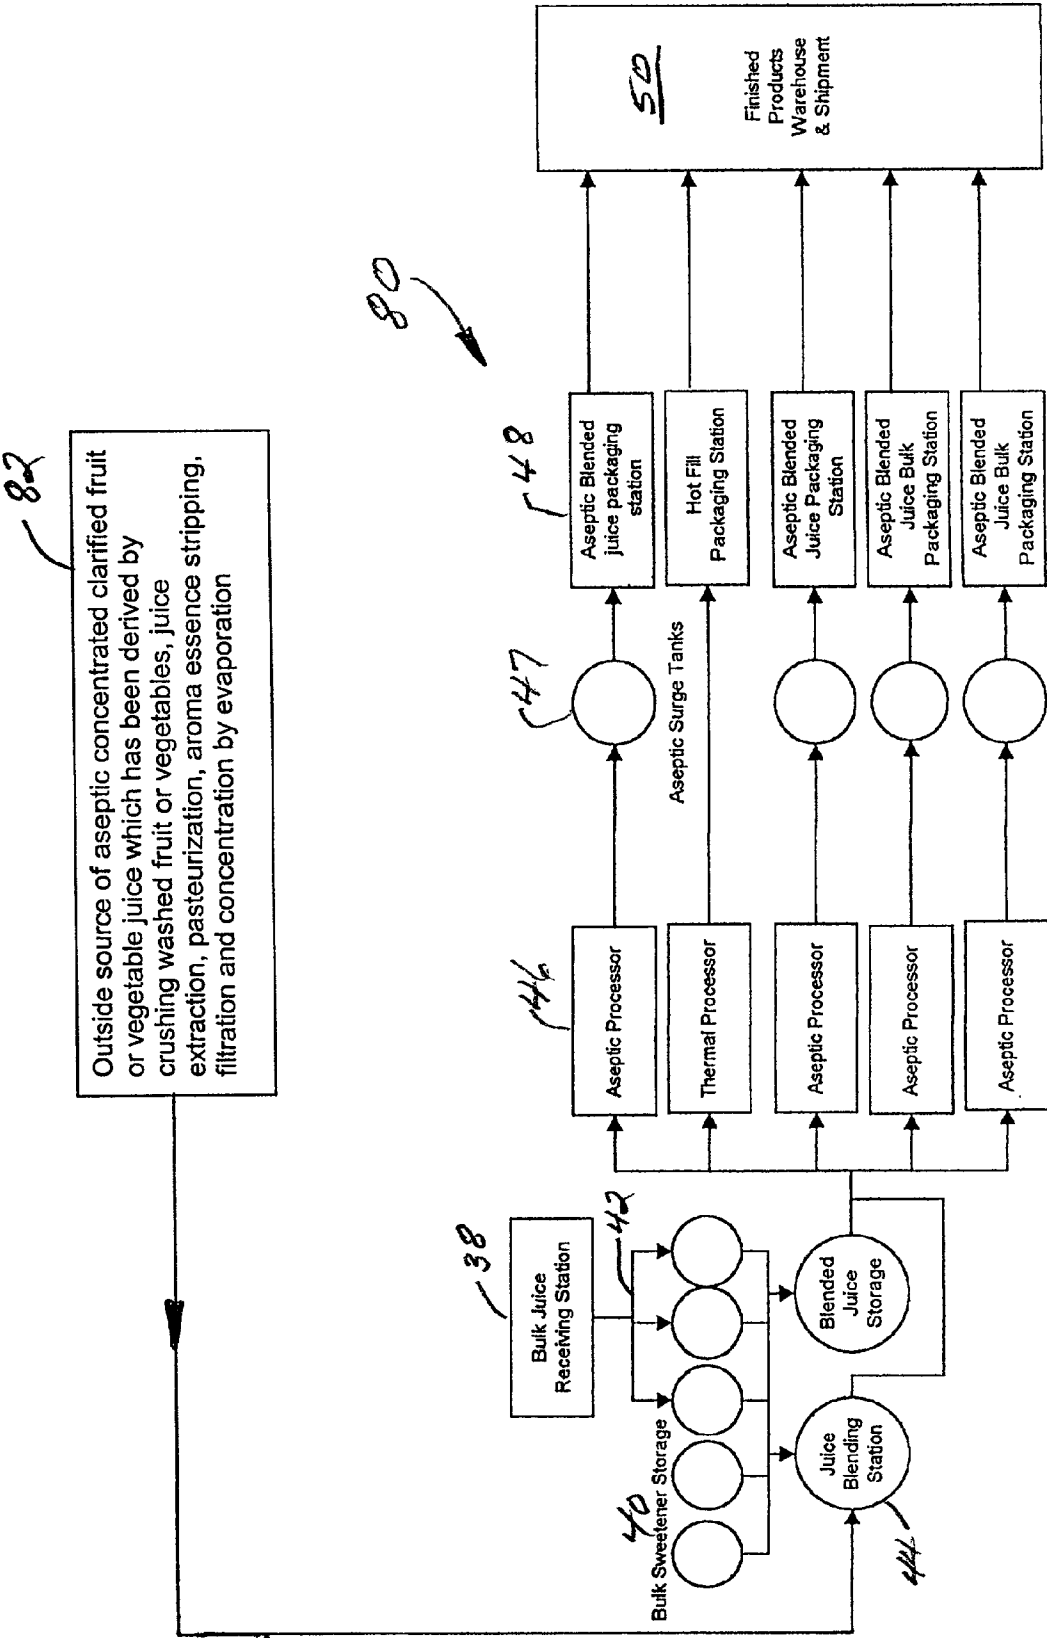 82
Outside source of aseptic concentrated clarified fruit
or vegetable juice which has been derived by
crushing washed fruit or vegetables, juice
extraction, pasteurization, aroma essence stripping,
filtration and concentration by evaporation
80
38
Bulk Juice
Receiving Station
42
40
Bulk Sweetener Storage
Juice
Blending
Station
44
Blended
Juice
Storage
46
Aseptic Processor
Thermal Processor
Aseptic Processor
Aseptic Processor
Aseptic Processor
47
Aseptic Surge Tanks
48
Aseptic Blended
juice packaging
station
Hot Fill
Packaging Station
Aseptic Blended
Juice Packaging
Station
Aseptic Blended
Juice Bulk
Packaging Station
Aseptic Blended
Juice Bulk
Packaging Station
50
Finished
Products
Warehouse
& Shipment